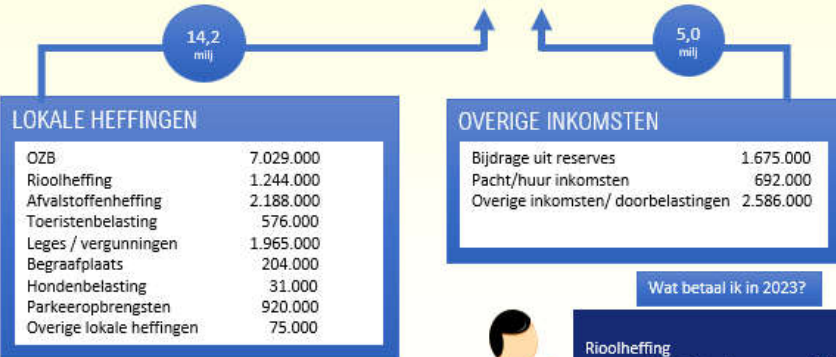 14,2
milj
5,0
milj
LOKALE HEFFINGEN
OZB 7.029.000
Rioolheffing 1.244.000
Afvalstoffenheffing 2.188.000
Toeristenbelasting 576.000
Leges / vergunningen 1.965.000
Begraafplaats 204.000
Hondenbelasting 31.000
Parkeeropbrengsten 920.000
Overige lokale heffingen 75.000
OVERIGE INKOMSTEN
Bijdrage uit reserves 1.675.000
Pacht/huur inkomsten 692.000
Overige inkomsten/ doorbelastingen 2.586.000
Wat betaal ik in 2023?
Rioolheffing